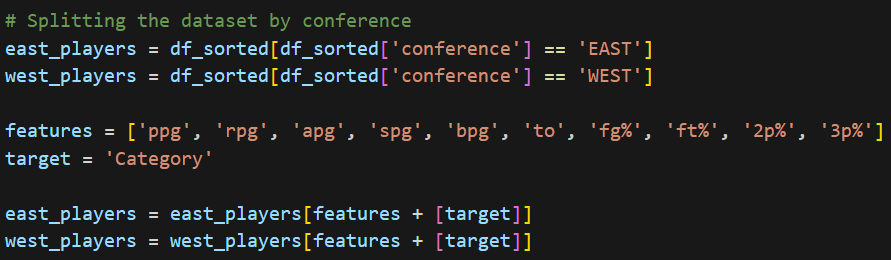 # Splitting the dataset by conference
east_players = df_sorted[df_sorted['conference'] == 'EAST']
west_players = df_sorted[df_sorted['conference'] == 'WEST']
features = ['ppg', 'rpg', 'apg', 'spg', 'bpg', 'to', 'fg%', 'ft%', '2p%', '3p%']
target = 'Category'
east_players = east_players[features + [target]]
west_players = west_players[features + [target]]